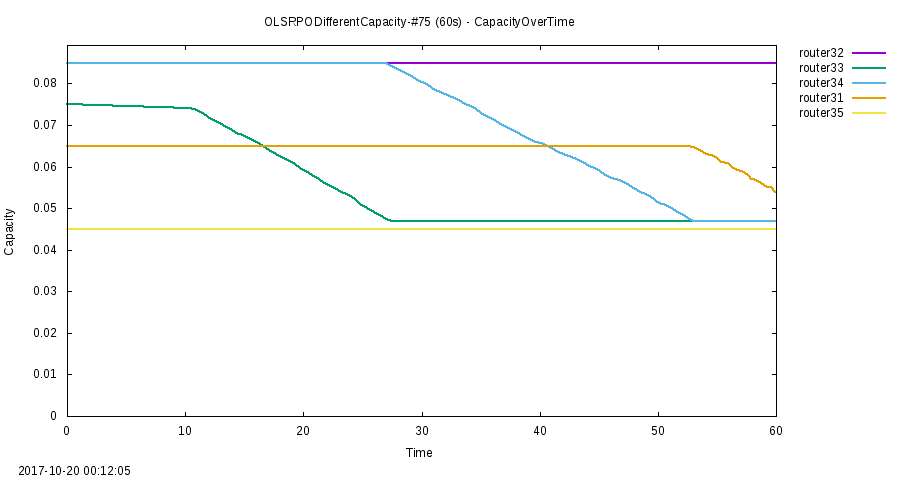 OLSRPODifferentCapacity-#75 (60s) - CapacityOverTime
router32
router33
router34
router31
router35
0.08
0.07
0.06
0.05
0.04
0.03
0.02
0.01
0
Capacity
0 10 20 30 40 50 60
Time
2017-10-20 00:12:05